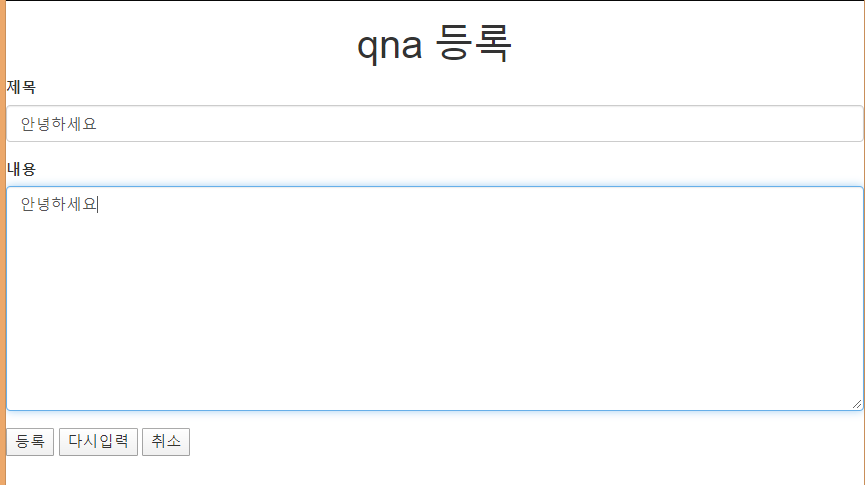 qna 등록
제목
안녕하세요
내용
안녕하세요
등록 다시입력 취소